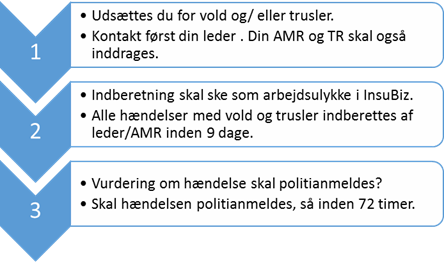 1
• Udsættes du for vold og/ eller trusler.
• Kontakt først din leder . Din AMR og TR skal også
inddrages.
2
• Indberetning skal ske som arbejdsulykke i InsuBiz.
• Alle hændelser med vold og trusler indberettes af
leder/AMR inden 9 dage.
3
• Vurdering om hændelse skal politianmeldes?
• Skal hændelsen politianmeldes, så inden 72 timer.